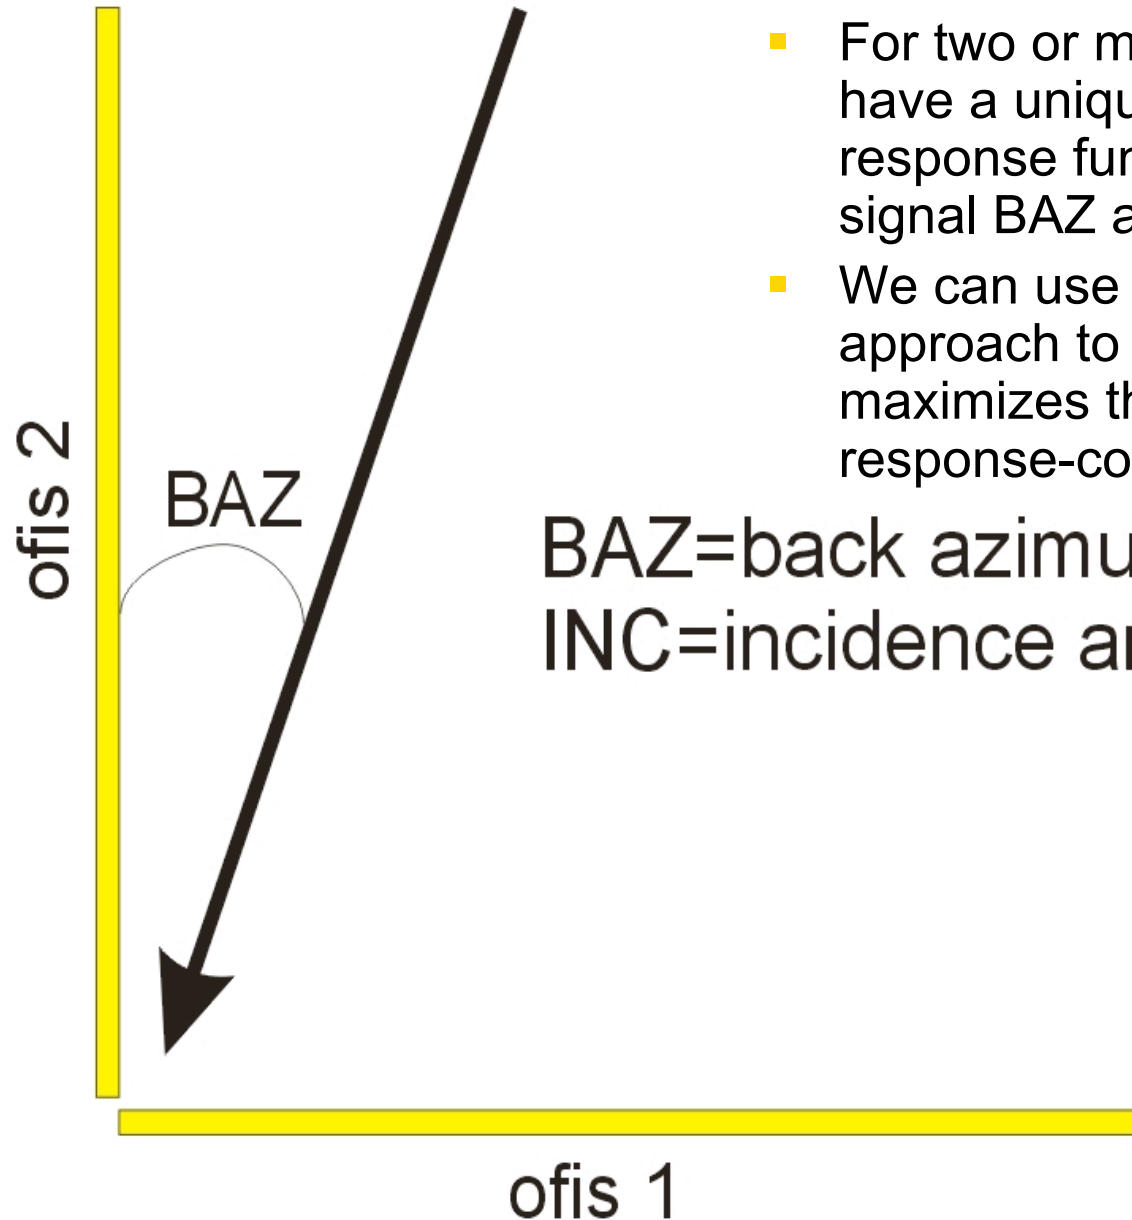 For two or m
have a uniqu
response fur
signal BAZ a
We can use
approach to
maximizes th
response-co
BAZ=back azimu
INC=incidence a
ofis 2
BAZ
ofis 1